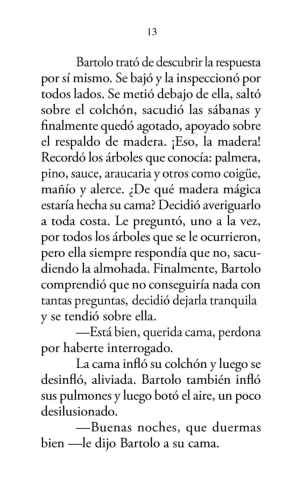 13
Bartolo trató de descubrir la respuesta
por sí mismo. Se bajó y la inspeccionó por
todos lados. Se metió debajo de ella, saltó
sobre el colchón, sacudió las sábanas y
finalmente quedó agotado, apoyado sobre
el respaldo de madera. ¡Eso, la madera!
Recordó los árboles que conocía: palmera,
pino, sauce, araucaria y otros como coigüe,
mañío y alerce. ¿De qué madera mágica
estaría hecha su cama? Decidió averiguarlo
a toda costa. Le preguntó, uno a la vez,
por todos los árboles que se le ocurrieron,
pero ella siempre respondía que no, sacu-
diendo la almohada. Finalmente, Bartolo
comprendió que no conseguiría nada con
tantas preguntas, decidió dejarla tranquila
y se tendió sobre ella.
—Está bien, querida cama, perdona
por haberte interrogado.
La cama infló su colchón y luego se
desinfló, aliviada. Bartolo también infló
sus pulmones y luego botó el aire, un poco
desilusionado.
—Buenas noches, que duermas
bien —le dijo Bartolo a su cama.